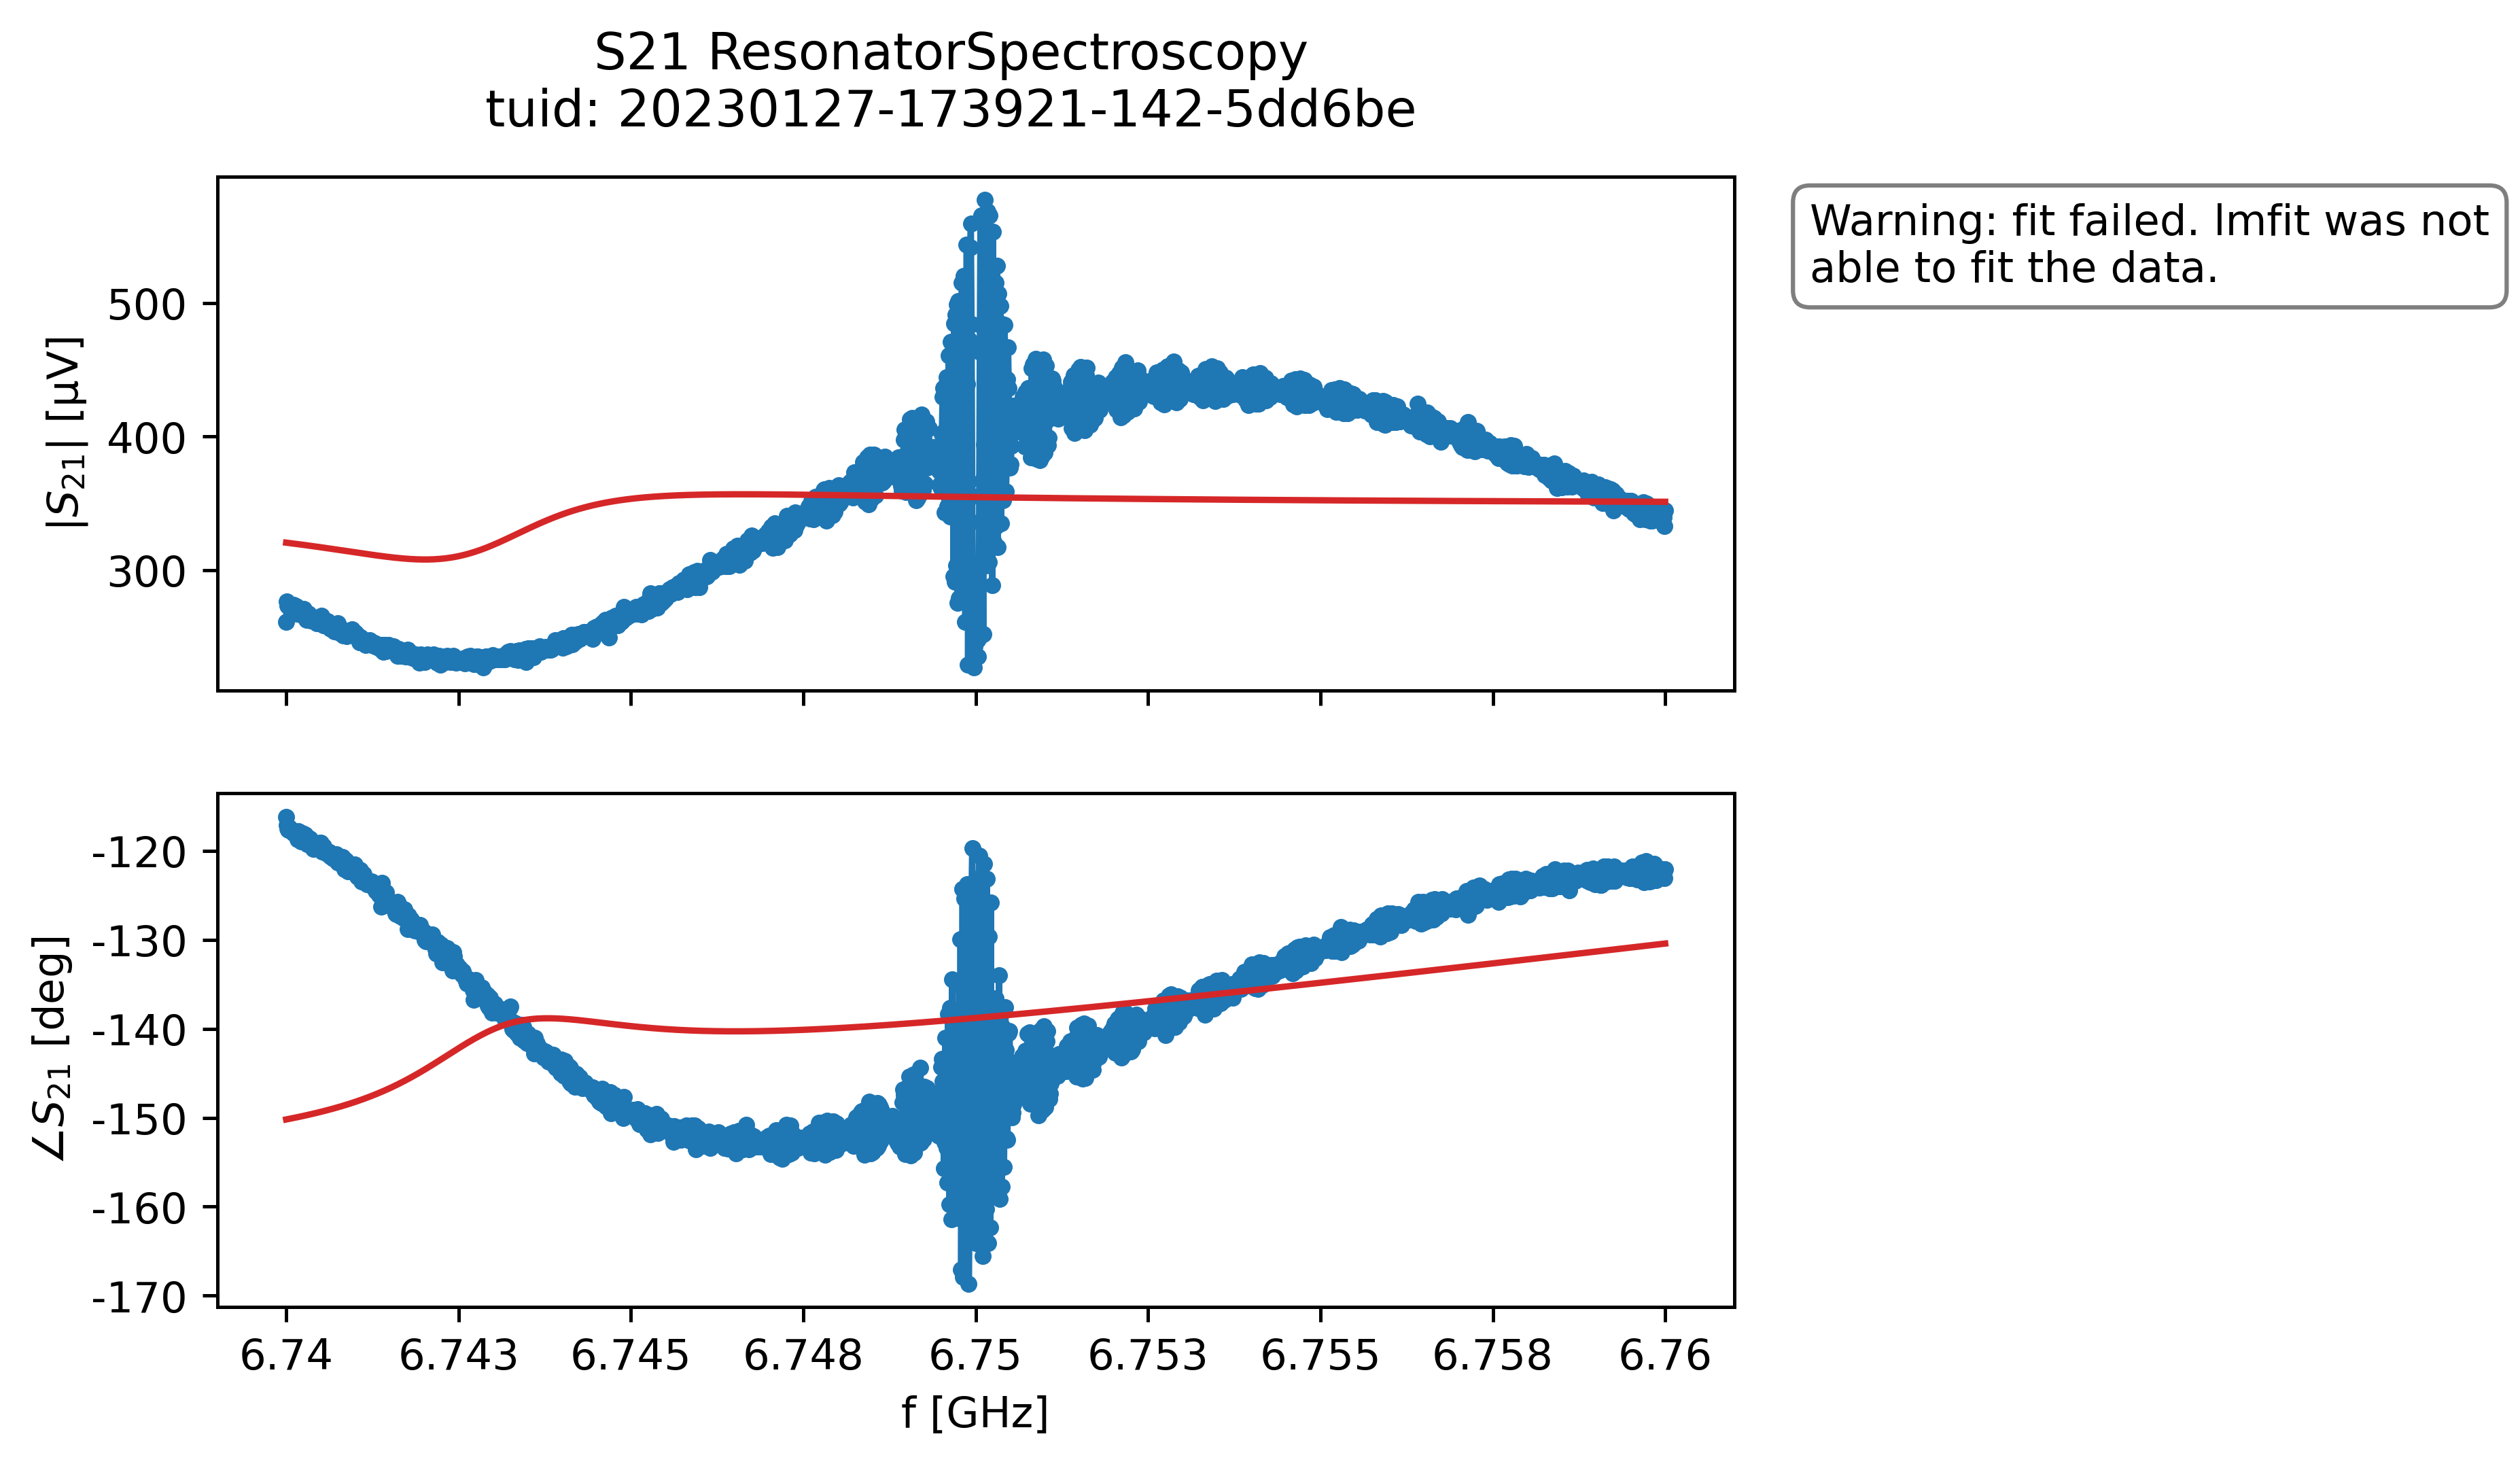 S21 ResonatorSpectroscopy
tuid: 20230127-173921-142-5dd6be
Warning: fit failed. lmfit was not
able to fit the data.
|S21| [µV]
500
400
300
∠S21 [deg]
-120
-130
-140
-150
-160
-170
6.74 6.743 6.745 6.748 6.75 6.753 6.755 6.758 6.76
f [GHz]